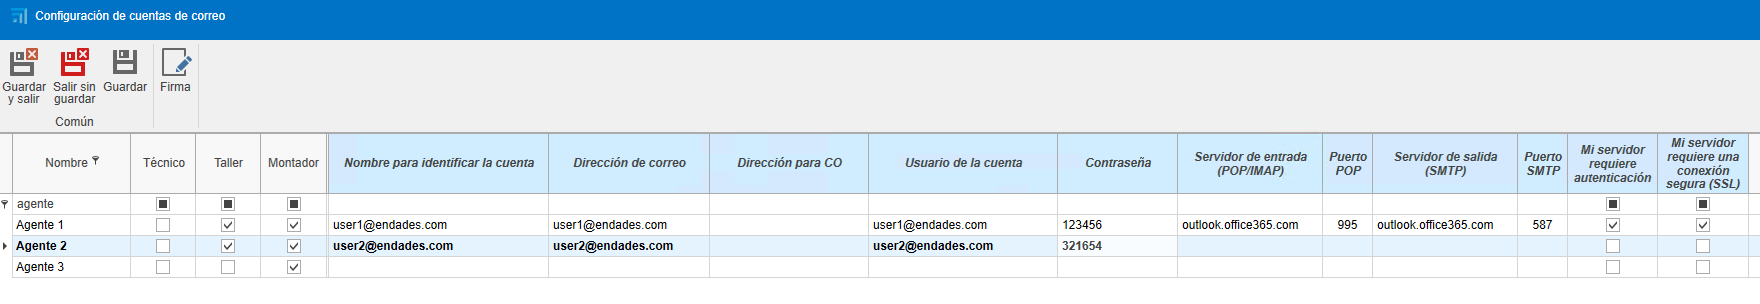 Configuración de cuentas de correo
Guardar y salir
Salir sin guardar
Guardar
Firma
Común
Nombre Técnico Taller Montador Nombre para identificar la cuenta Dirección de correo Dirección para CO Usuario de la cuenta Contraseña Servidor de entrada (POP/IMAP) Puerto POP Servidor de salida (SMTP) Puerto SMTP Mi servidor requiere autenticación Mi servidor requiere una conexión segura (SSL)
agente
Agente 1 user1@endades.com user1@endades.com user1@endades.com 123456 outlook.office365.com 995 outlook.office365.com 587
Agente 2 user2@endades.com user2@endades.com user2@endades.com 321654
Agente 3